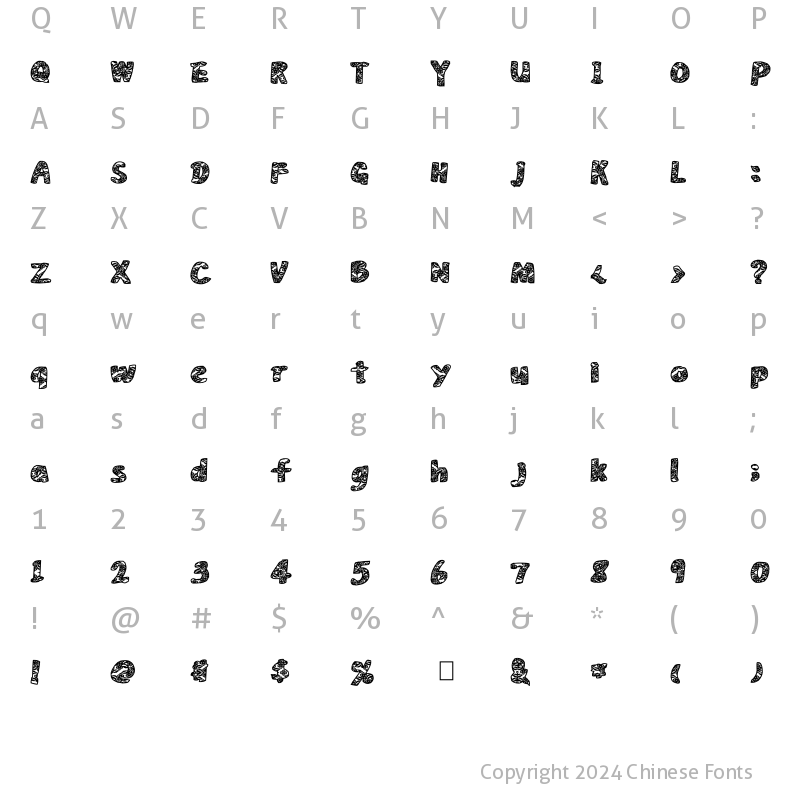 Q W E R T Y U I O P
Q W E R T Y U I O P
A S D F G H J K L :
A S D F G H J K L :
Z X C V B N M < > ?
Z X C V B N M < > ?
q w e r t y u i o p
q w e r t y u i o p
a s d f g h j k l ;
a s d f g h j k l ;
1 2 3 4 5 6 7 8 9 0
1 2 3 4 5 6 7 8 9 0
! @ # $ % ^ & * ( )
! @ # $ % & * ( )
Copyright 2024 Chinese Fonts